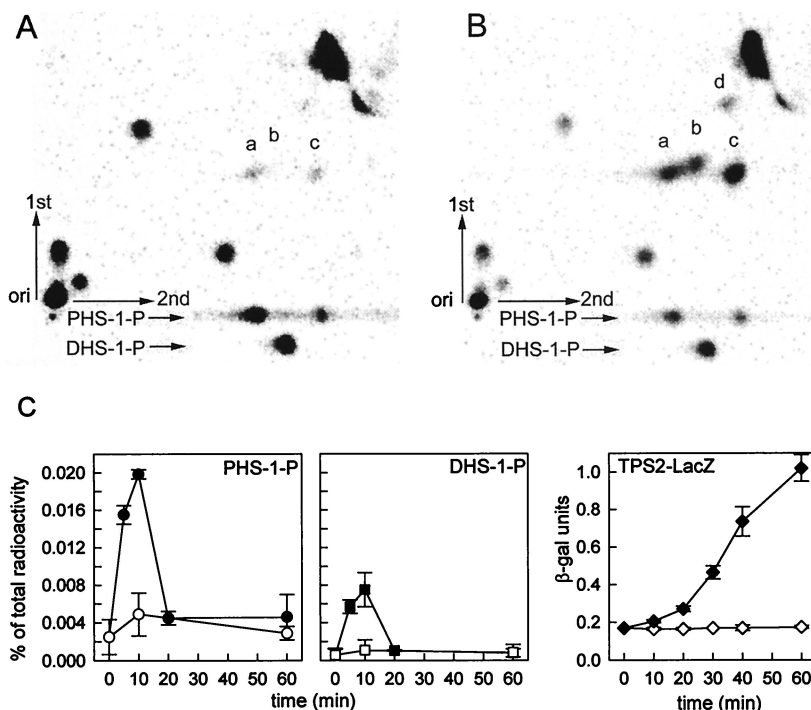 A
B
d
a
b
c
a
b
c
1st
1st
ori
2nd
ori
2nd
PHS-1-P
PHS-1-P
DHS-1-P
DHS-1-P
C
PHS-1-P
DHS-1-P
TPS2-LacZ
% of total radioactivity
0.020
0.016
0.012
0.008
0.004
0.000
β-gal units
1.0
0.8
0.6
0.4
0.2
0.0
0 10 20 30 40 50 60
0 10 20 30 40 50 60
0 10 20 30 40 50 60
time (min)
time (min)